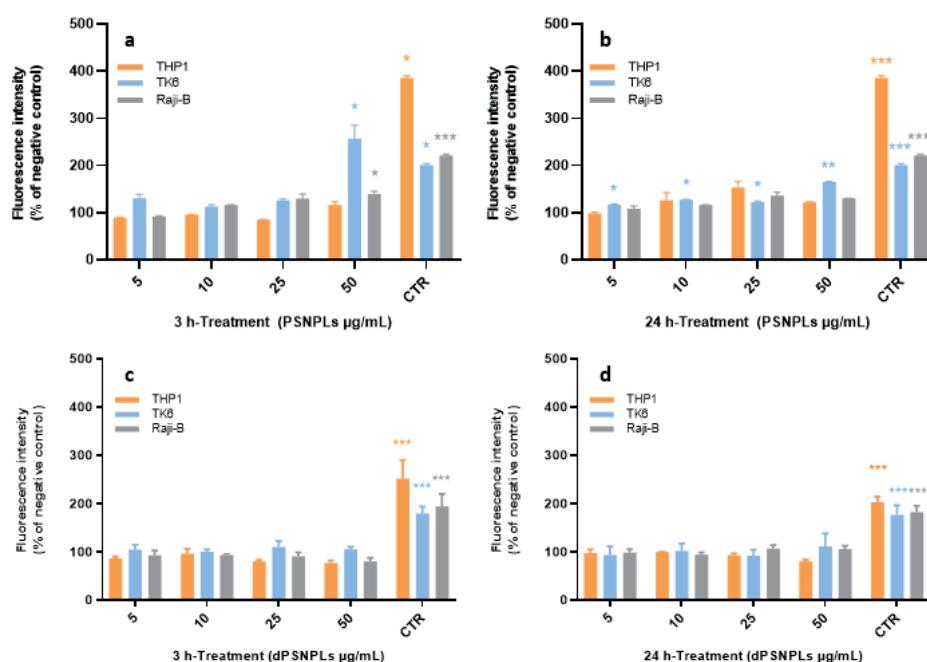 a
THP1
TK6
Raji-B
Fluorescence intensity
(% of negative control)
500
400
300
200
100
0
*
*
*
*
***
5
10
25
50
CTR
3 h-Treatment (PSNPLs µg/mL)
b
THP1
TK6
Raji-B
Fluorescence intensity
(% of negative control)
500
400
300
200
100
0
*
*
*
**
***
***
***
5
10
25
50
CTR
24 h-Treatment (PSNPLs µg/mL)
c
THP1
TK6
Raji-B
Fluorescence intensity
(% of negative control)
500
400
300
200
100
0
***
***
***
5
10
25
50
CTR
3 h-Treatment (dPSNPLs µg/mL)
d
THP1
TK6
Raji-B
Fluorescence intensity
(% of negative control)
500
400
300
200
100
0
***
***
***
5
10
25
50
CTR
24 h-Treatment (dPSNPLs µg/mL)